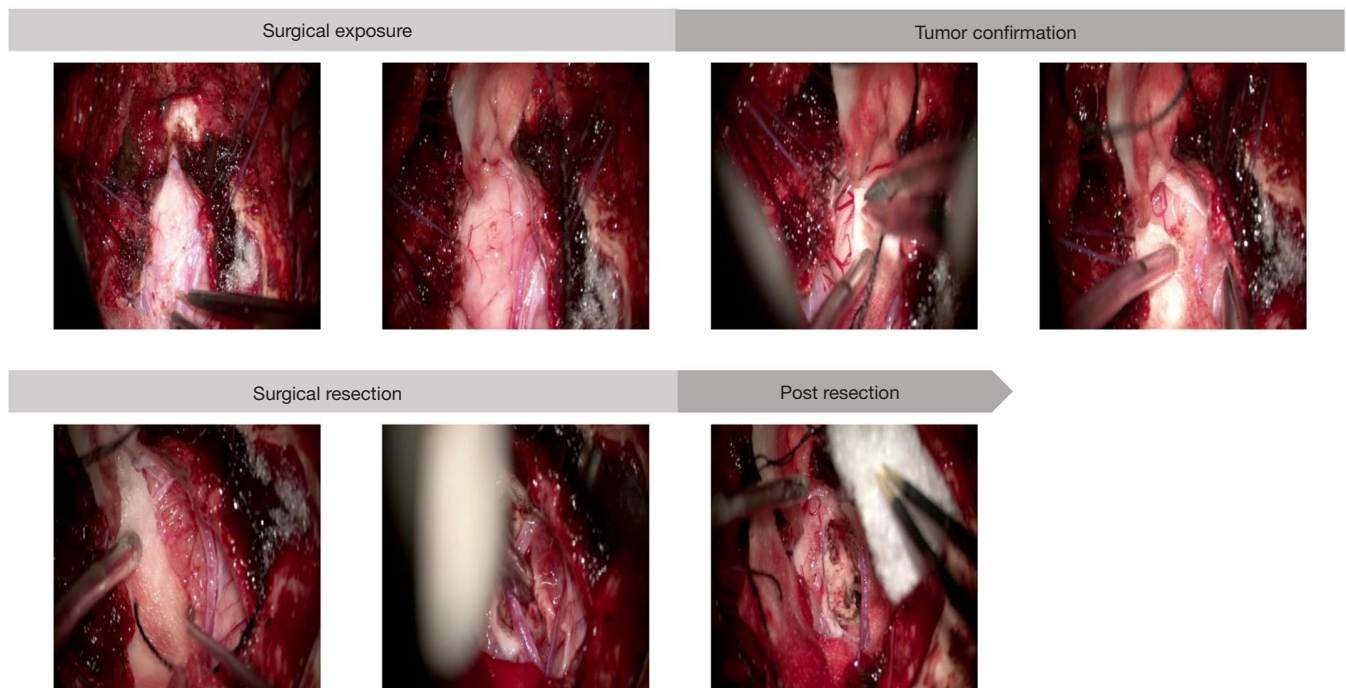 Surgical exposure
Tumor confirmation
Surgical resection
Post resection